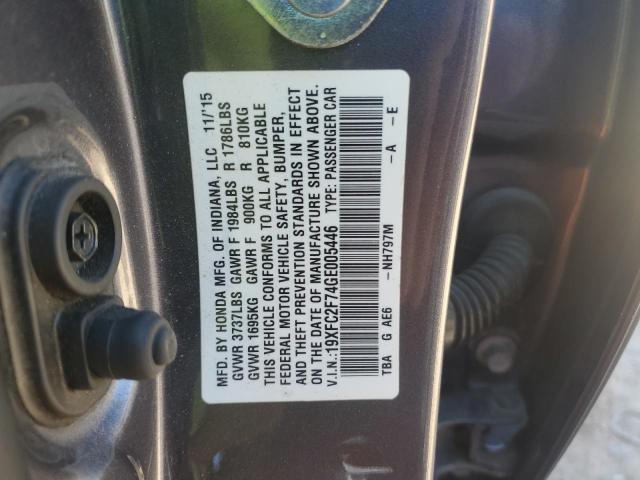 MFD. BY HONDA MFG. OF INDIANA, LLC 11/'15
GVWR 3737LBS GAWR F 1984LBS R 1786LBS
GVWR 1695KG GAWR F 900KG R 810KG
THIS VEHICLE CONFORMS TO ALL APPLICABLE
FEDERAL MOTOR VEHICLE SAFETY, BUMPER,
AND THEFT PREVENTION STANDARDS IN EFFECT
ON THE DATE OF MANUFACTURE SHOWN ABOVE.
V.I.N.:19XFC2F74GE005446 TYPE: PASSENGER CAR
TBA G AE6 -NH797M -A -E